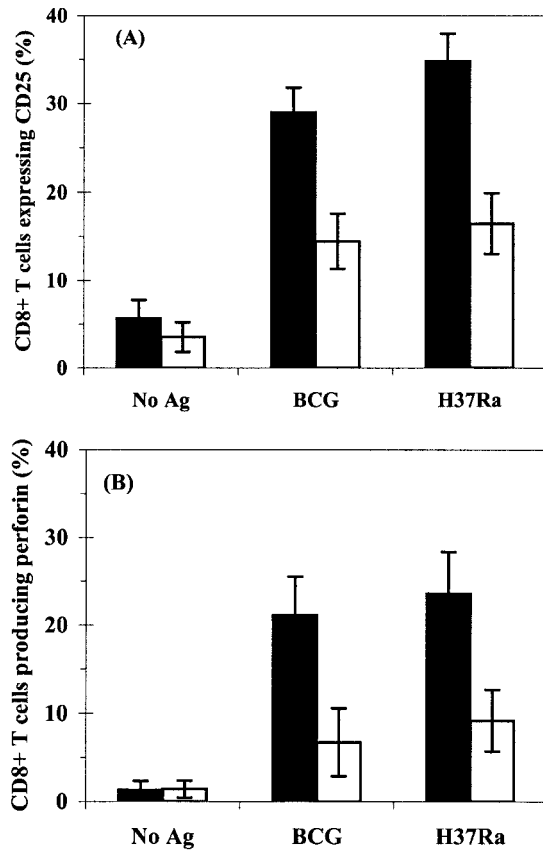 (A)
CD8+ T cells expressing CD25 (%)
40
30
20
10
0
No Ag BCG H37Ra
(B)
CD8+ T cells producing perforin (%)
40
30
20
10
0
No Ag BCG H37Ra